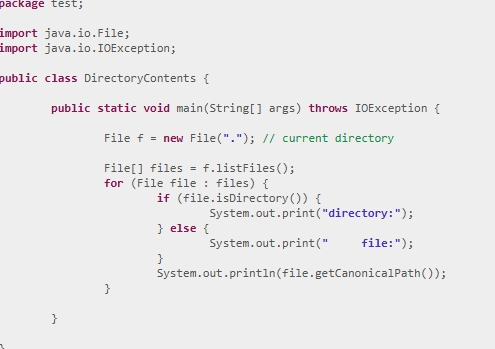 package test;
import java.io.File;
import java.io.IOException;
public class DirectoryContents {
public static void main(String[] args) throws IOException {
File f = new File("."); // current directory
File[] files = f.listFiles();
for (File file : files) {
if (file.isDirectory()) {
System.out.print("directory:");
} else {
System.out.print("     file:");
}
System.out.println(file.getCanonicalPath());
}
}
}